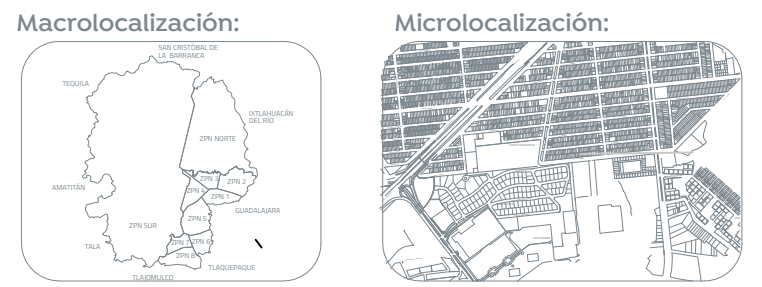 Macrolocalización:
Microlocalización:
SAN CRISTÓBAL DE
LA BARRANCA
TEQUILA
IXTLAHUACÁN
DEL RÍO
ZPN NORTE
ZPN 3
ZPN 2
AMATITÁN
ZPN 4
ZPN 1
GUADALAJARA
ZPN 5
ZPN SUR
ZPN 7
ZPN 6
TALA
ZPN 8
TLAQUEPAQUE
TLAJOMULCO